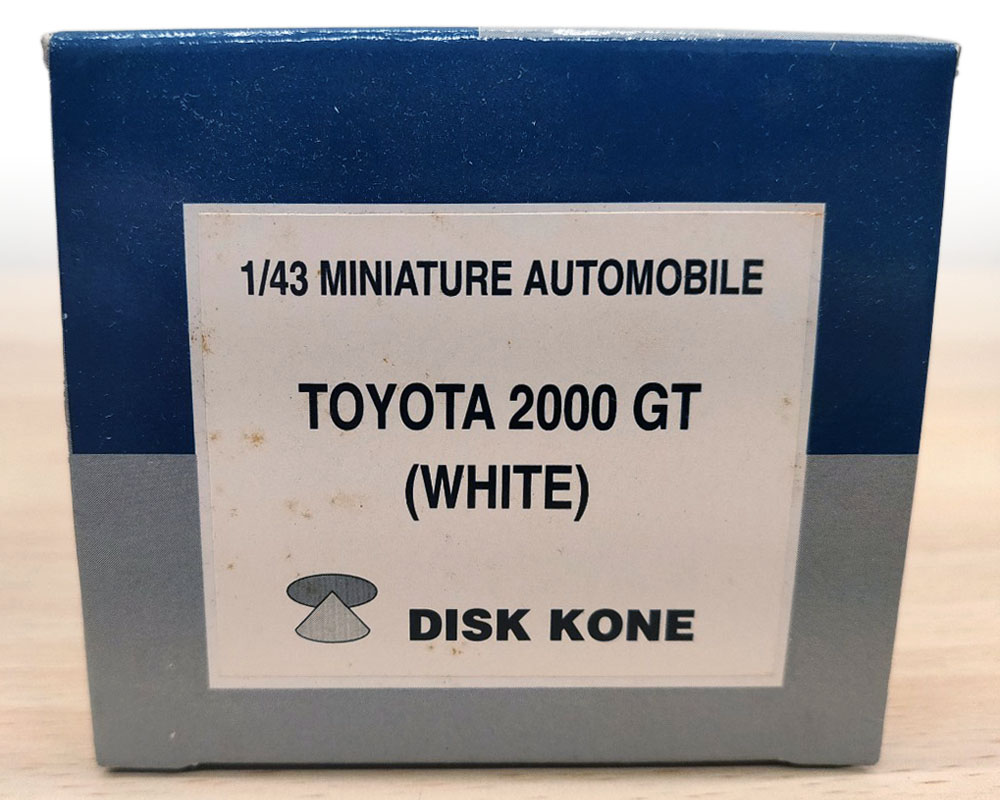 1/43 MINIATURE AUTOMOBILE
TOYOTA 2000 GT
(WHITE)
DISK KONE